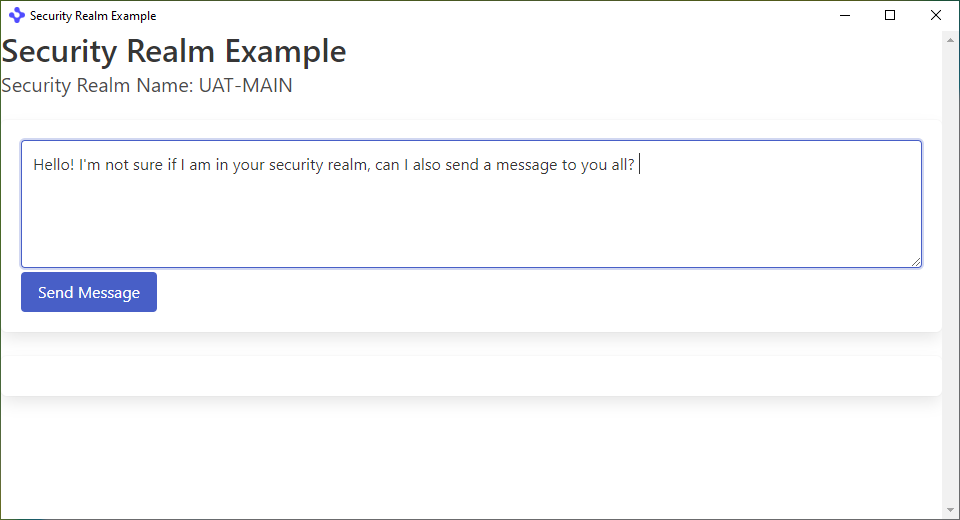 Security Realm Example
Security Realm Example
Security Realm Name: UAT-MAIN
Hello! I'm not sure if I am in your security realm, can I also send a message to you all?
Send Message